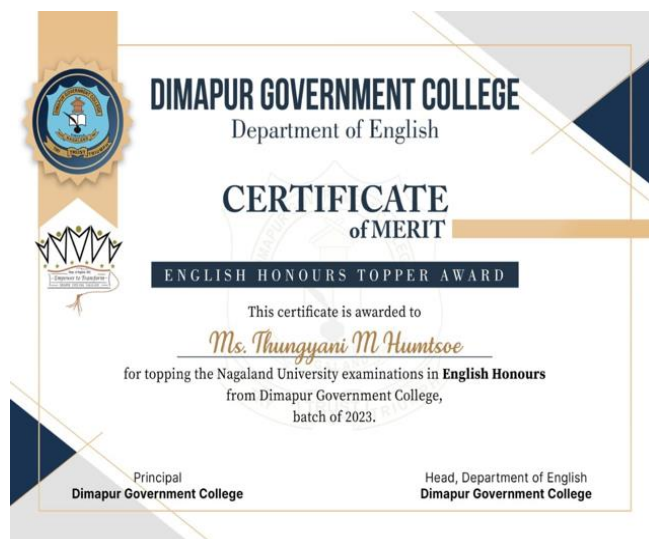 DIMAPUR GOVERNMENT COLLEGE
Department of English
CERTIFICATE
of MERIT
ENGLISH HONOURS TOPPER AWARD
This certificate is awarded to
Ms. Thungyani M Humtsoe
for topping the Nagaland University examinations in English Honours
from Dimapur Government College,
batch of 2023.
Principal
Dimapur Government College
Head, Department of English
Dimapur Government College